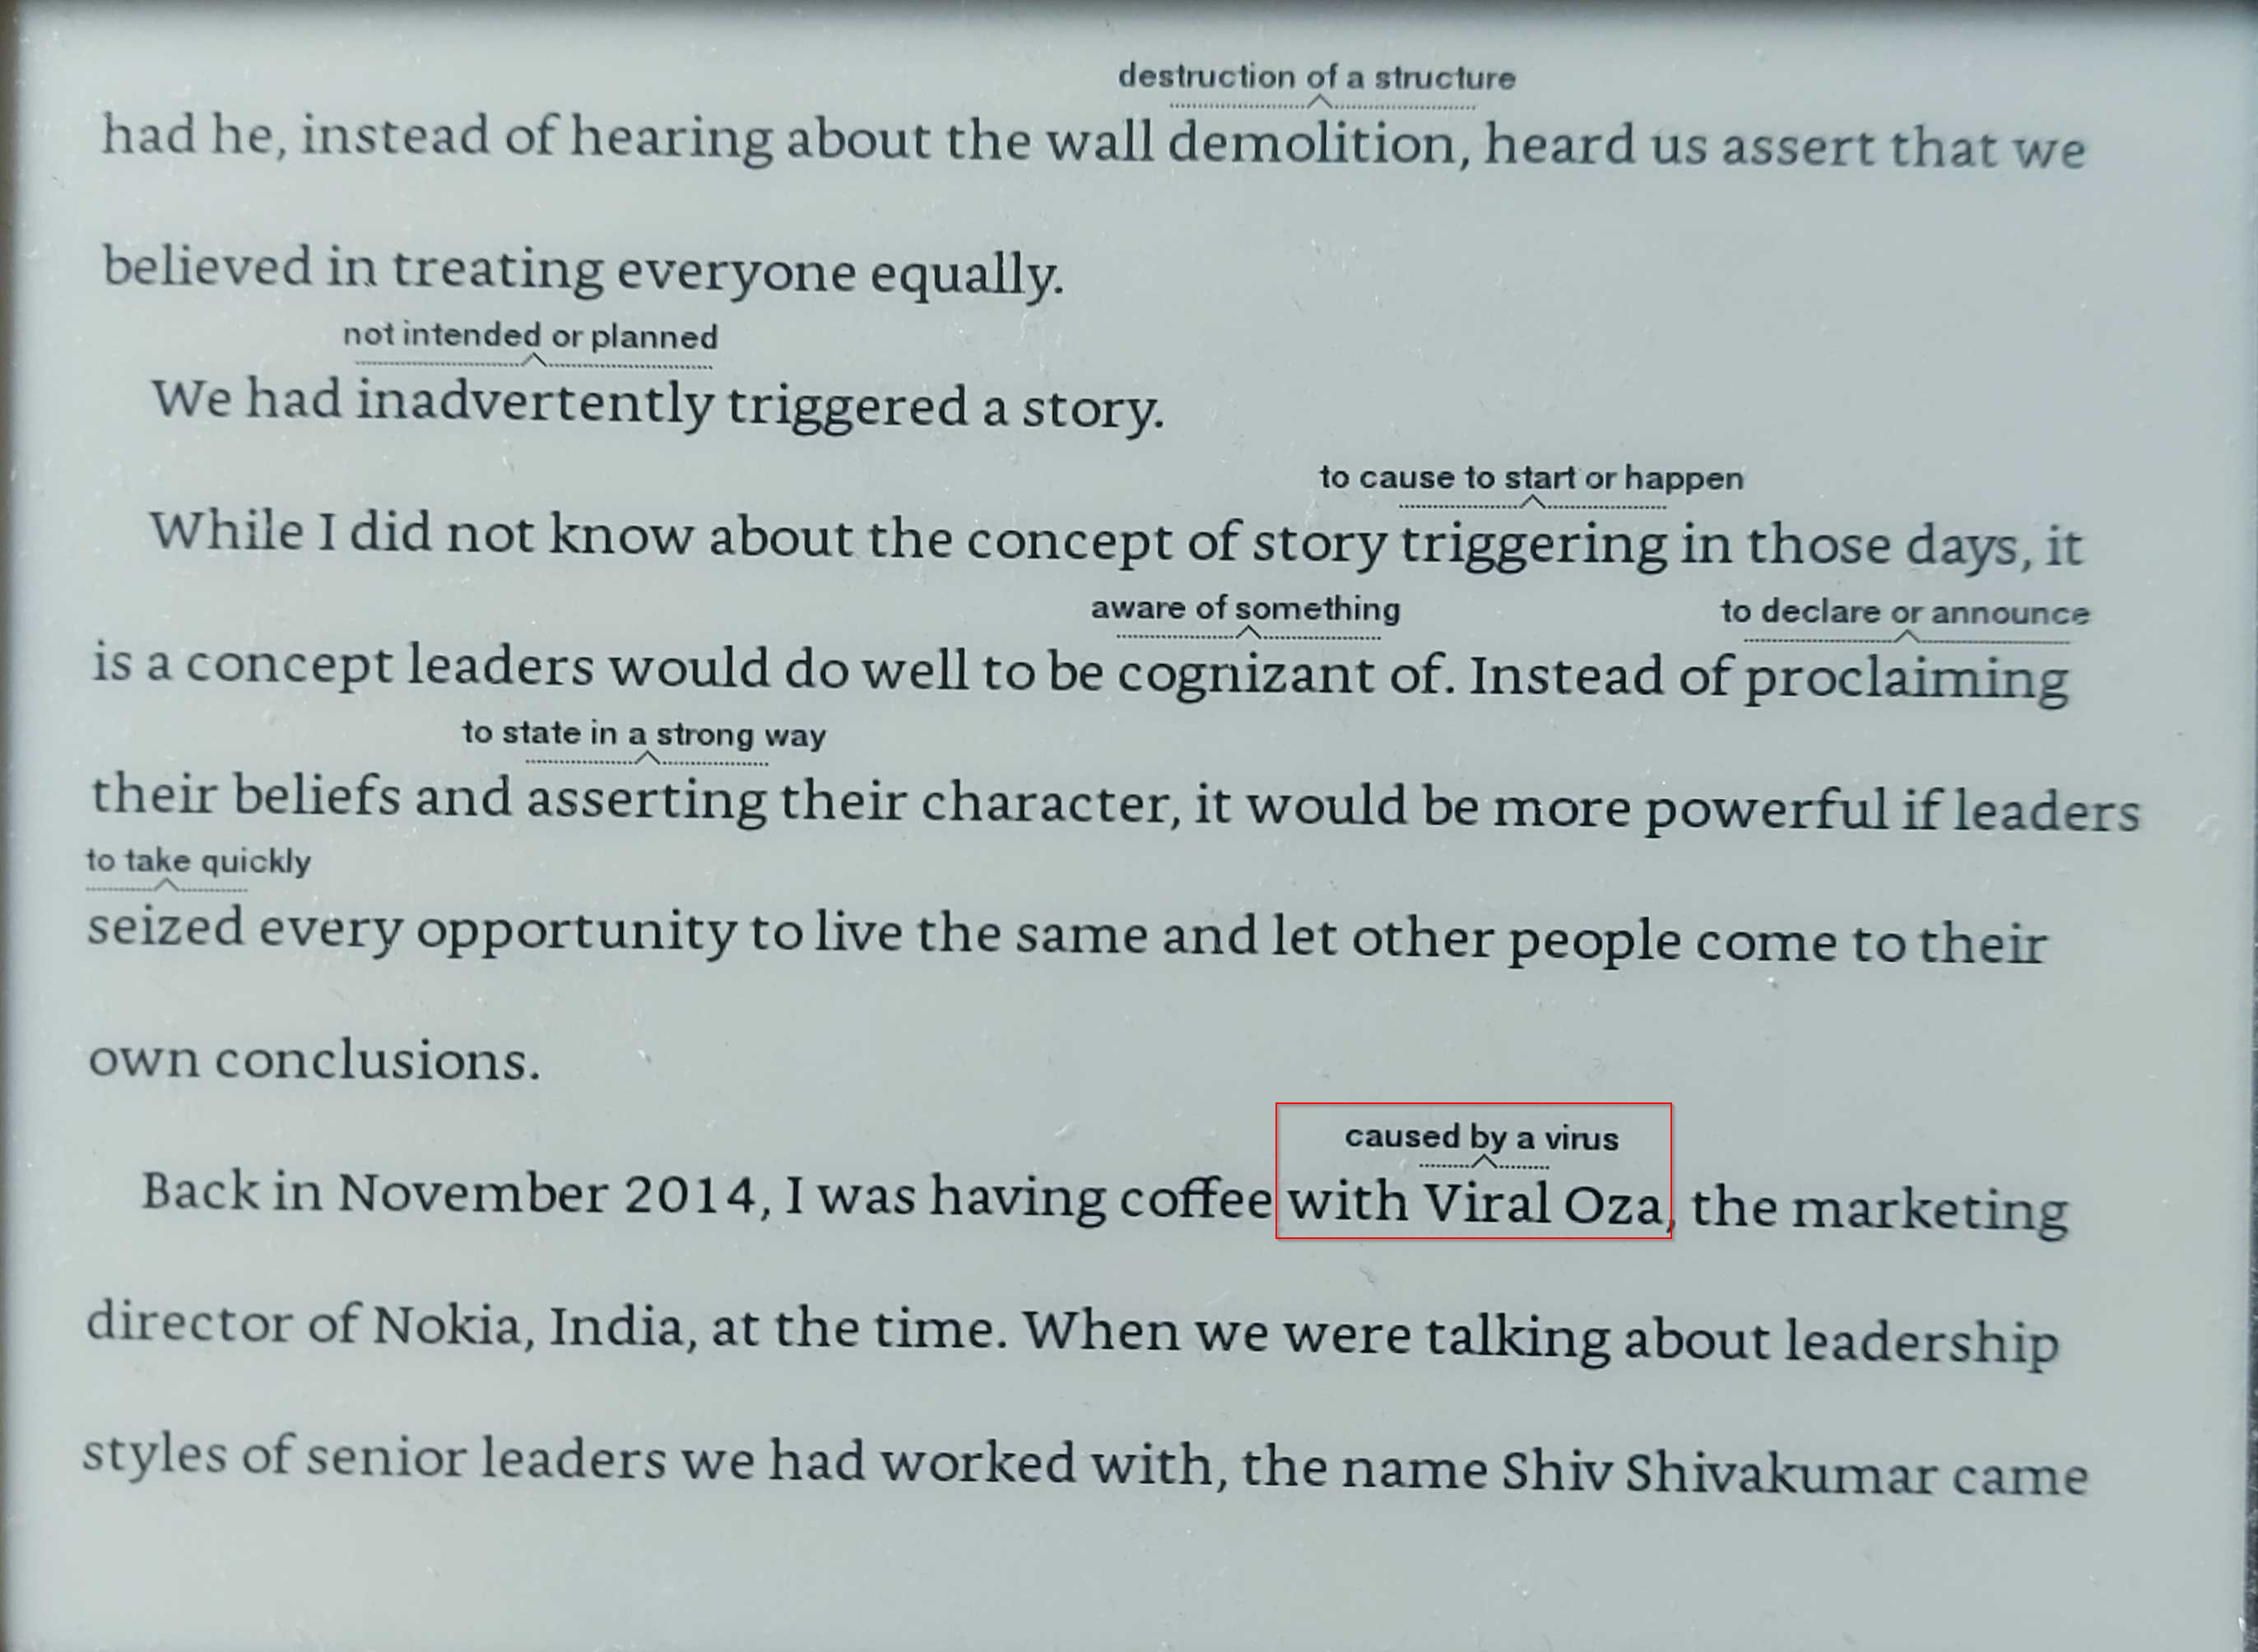 destruction of a structure
had he, instead of hearing about the wall demolition, heard us assert that we
believed in treating everyone equally.
not intended or planned
We had inadvertently triggered a story.
to cause to start or happen
While I did not know about the concept of story triggering in those days, it
aware of something to declare or announce
is a concept leaders would do well to be cognizant of. Instead of proclaiming
to state in a strong way
their beliefs and asserting their character, it would be more powerful if leaders
to take quickly
seized every opportunity to live the same and let other people come to their
own conclusions.
caused by a virus
Back in November 2014, I was having coffee with Viral Oza, the marketing
director of Nokia, India, at the time. When we were talking about leadership
styles of senior leaders we had worked with, the name Shiv Shivakumar came